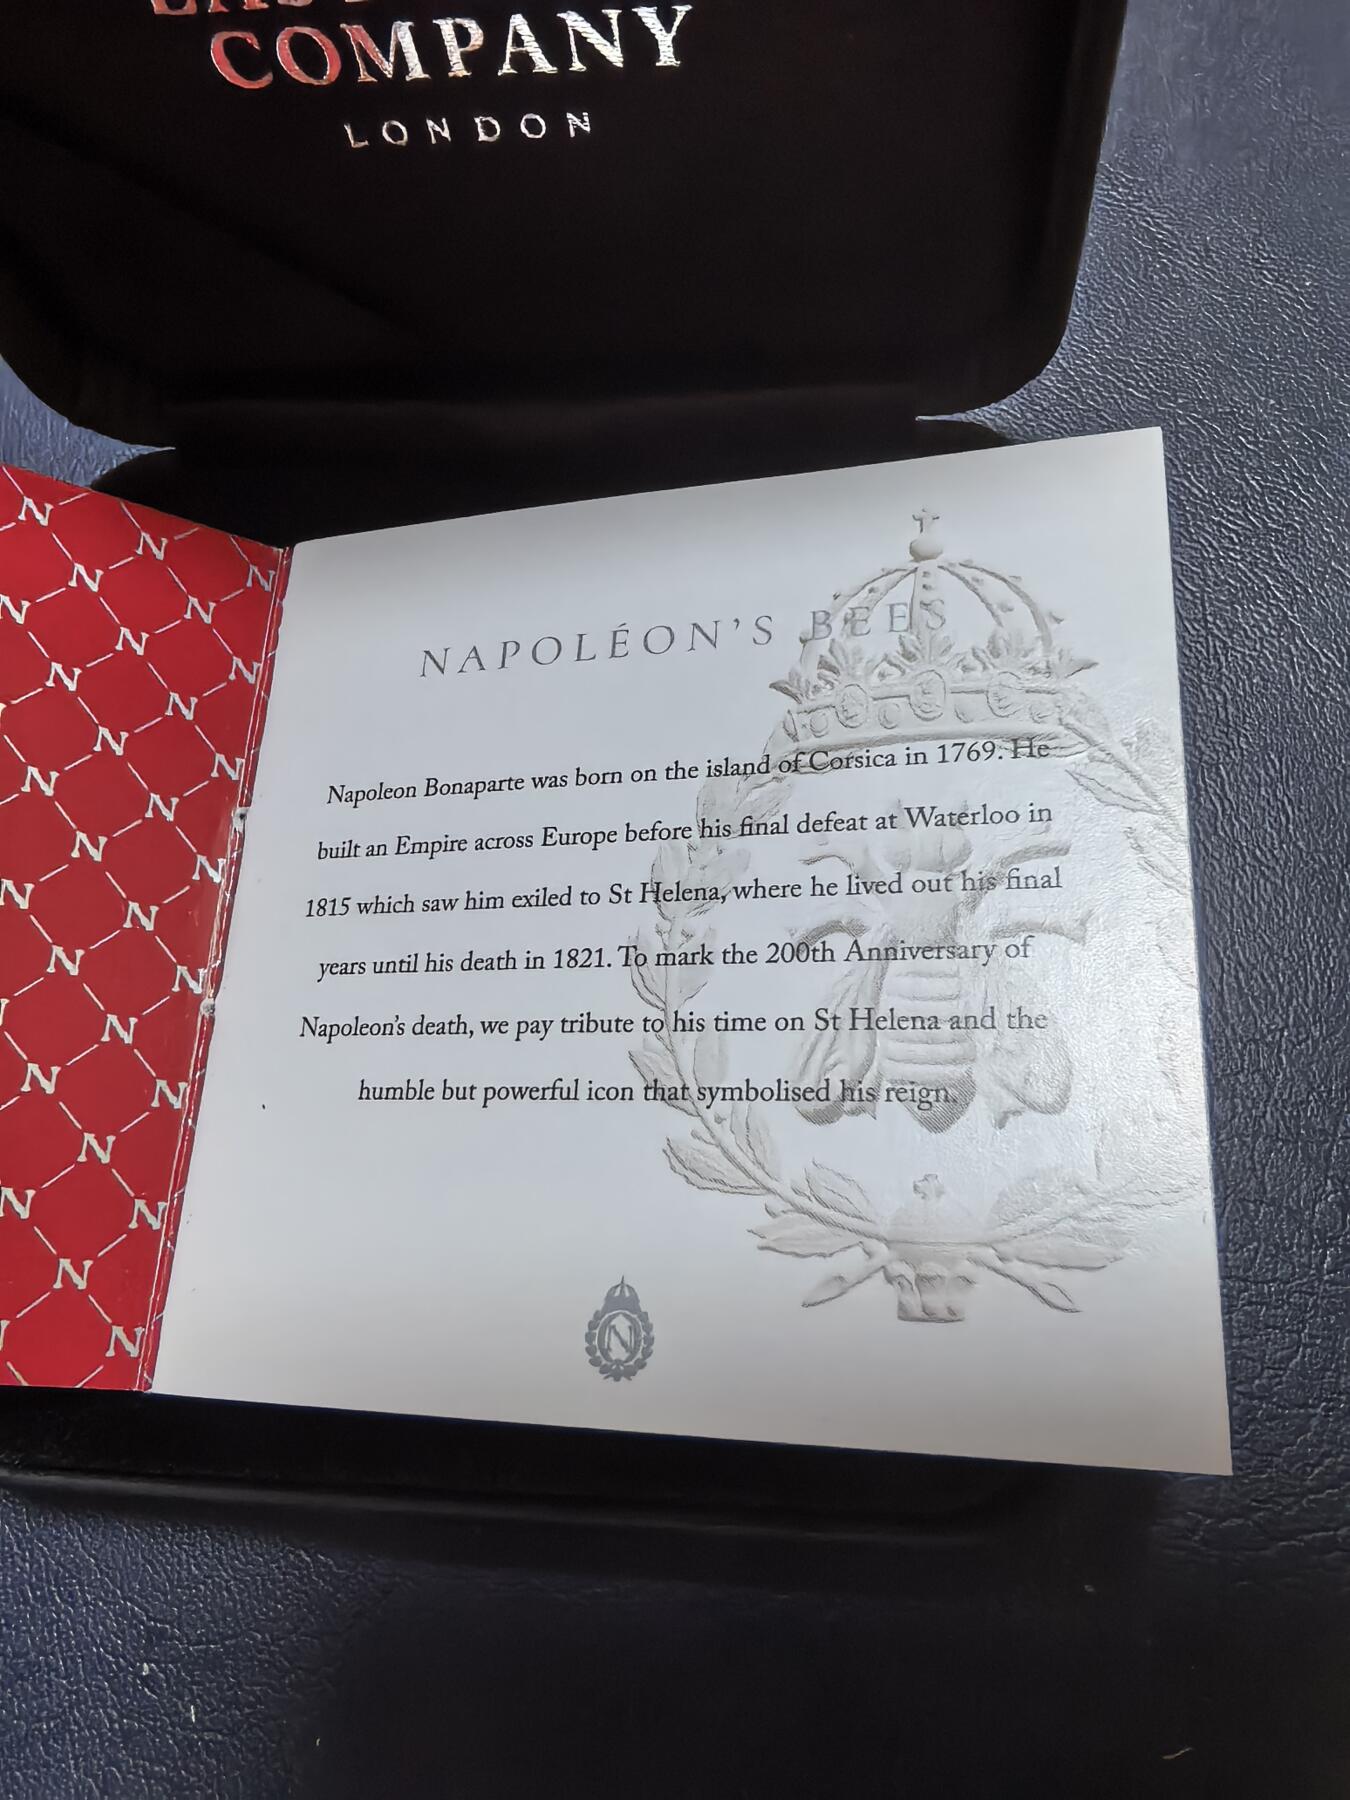 COMPANY
LONDON
NAPOLÉON'S BEES
Napoleon Bonaparte was born on the island of Corsica in 1769. He
built an Empire across Europe before his final defeat at Waterloo in
1815 which saw him exiled to St Helena, where he lived out his final
years until his death in 1821. To mark the 200th Anniversary of
Napoleon's death, we pay tribute to his time on St Helena and the
humble but powerful icon that symbolised his reign.
N